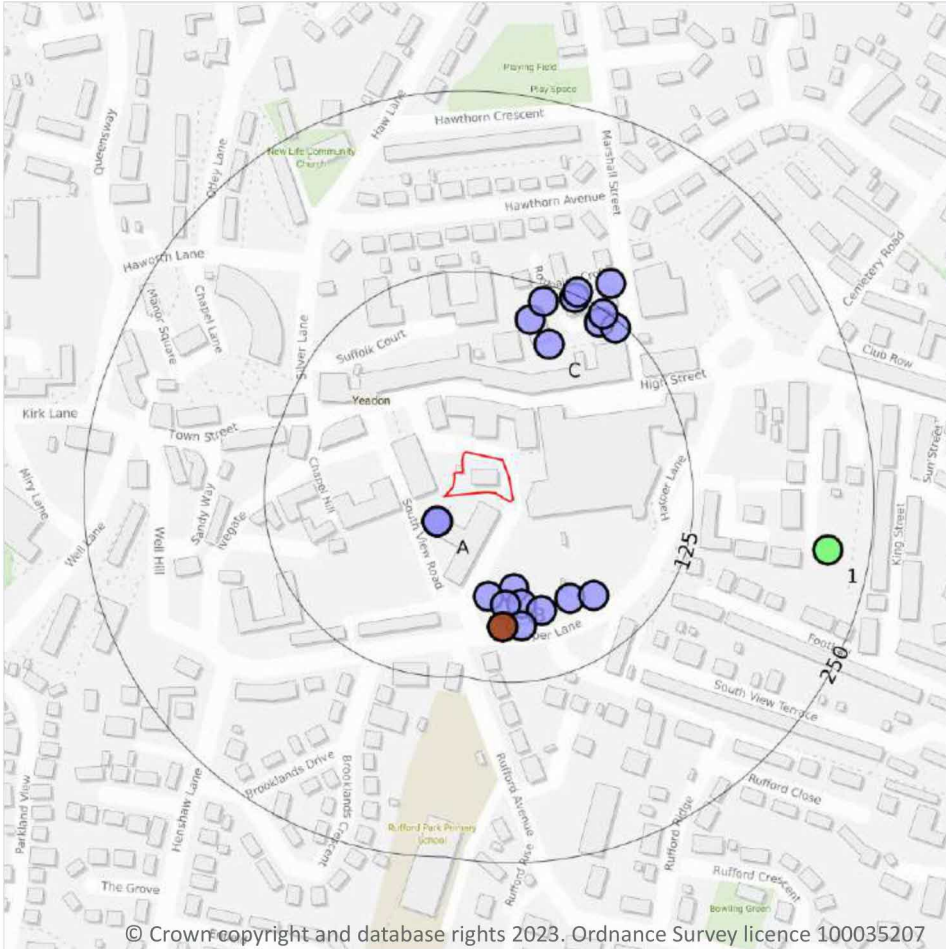 Playing Field
Play Space
Haw Lane
Hawthorn Crescent
Queensway
Otley Lane
New Life Community
Church
Marshall Street
Hawthorn Avenue
Haworth Lane
Cemetery Road
Manor Square
Chapel Lane
Silver Lane
Suffolk Court
Club Row
C
High Street
Yeadon
Kirk Lane
Town Street
Sun Street
Miry Lane
Chapel Hill
Sandy Way
Ivegate
Harper Lane
South View Road
Well Lane
Well Hill
King Street
A
125
1
per Lane
Foot
250
South View Terrace
Brooklands Drive
Brooklands Crescent
Rufford Avenue
Rufford Close
Parkland View
Henshaw Lane
Rufford Park Primary
School
Rufford Rise
Rufford Ridge
Rufford Crescent
The Grove
Bowling Green
© Crown copyright and database rights 2023. Ordnance Survey licence 100035207